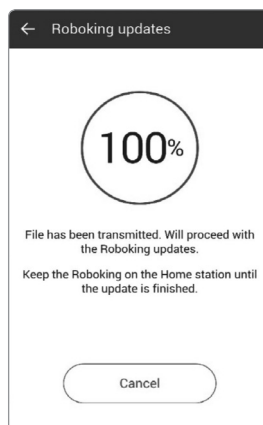 ← Roboking updates
100%
File has been transmitted. Will proceed with
the Roboking updates.
Keep the Roboking on the Home station until
the update is finished.
Cancel